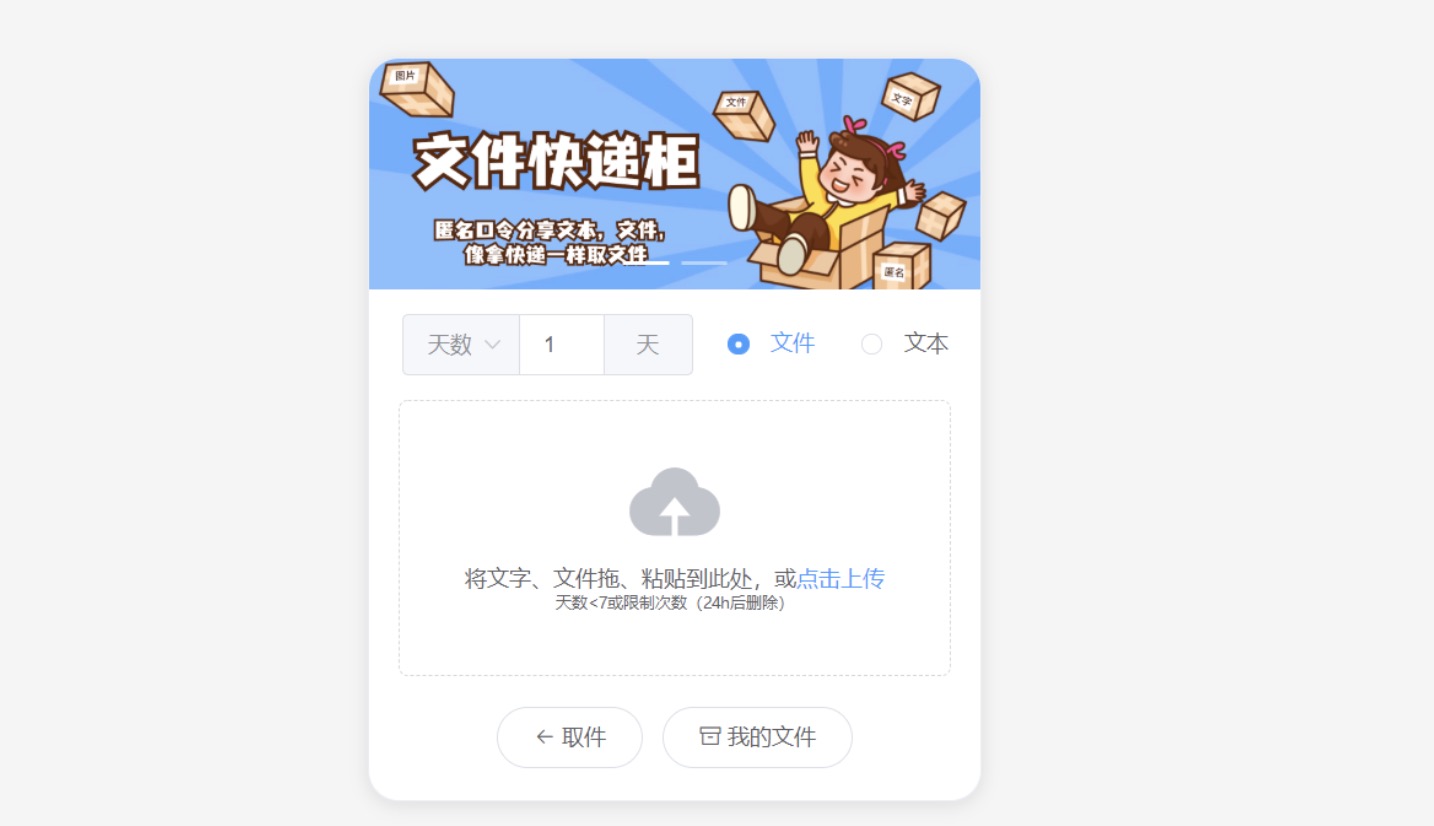 图片
文件
文字
文件快递柜
匿名口令分享文本，文件，
像拿快递一样取文件
匿名
天数 1 天 文件 文本
将文字、文件拖、粘贴到此处，或点击上传
天数<7或限制次数（24h后删除）
取件 我的文件